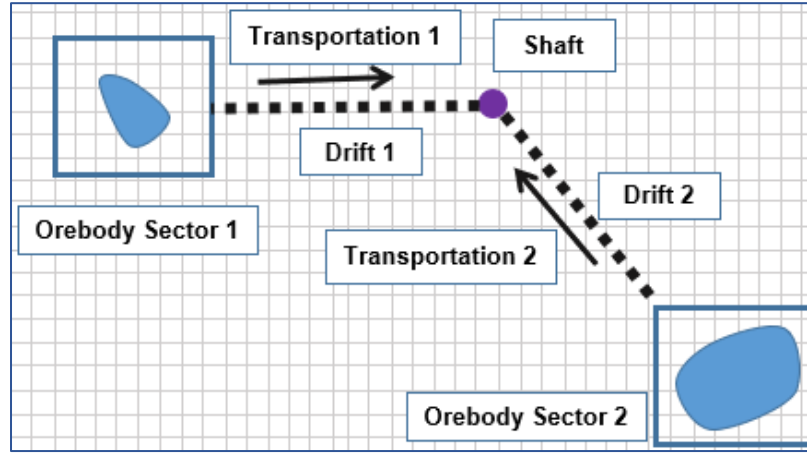 Transportation 1
Shaft
Drift 1
Drift 2
Orebody Sector 1
Transportation 2
Orebody Sector 2